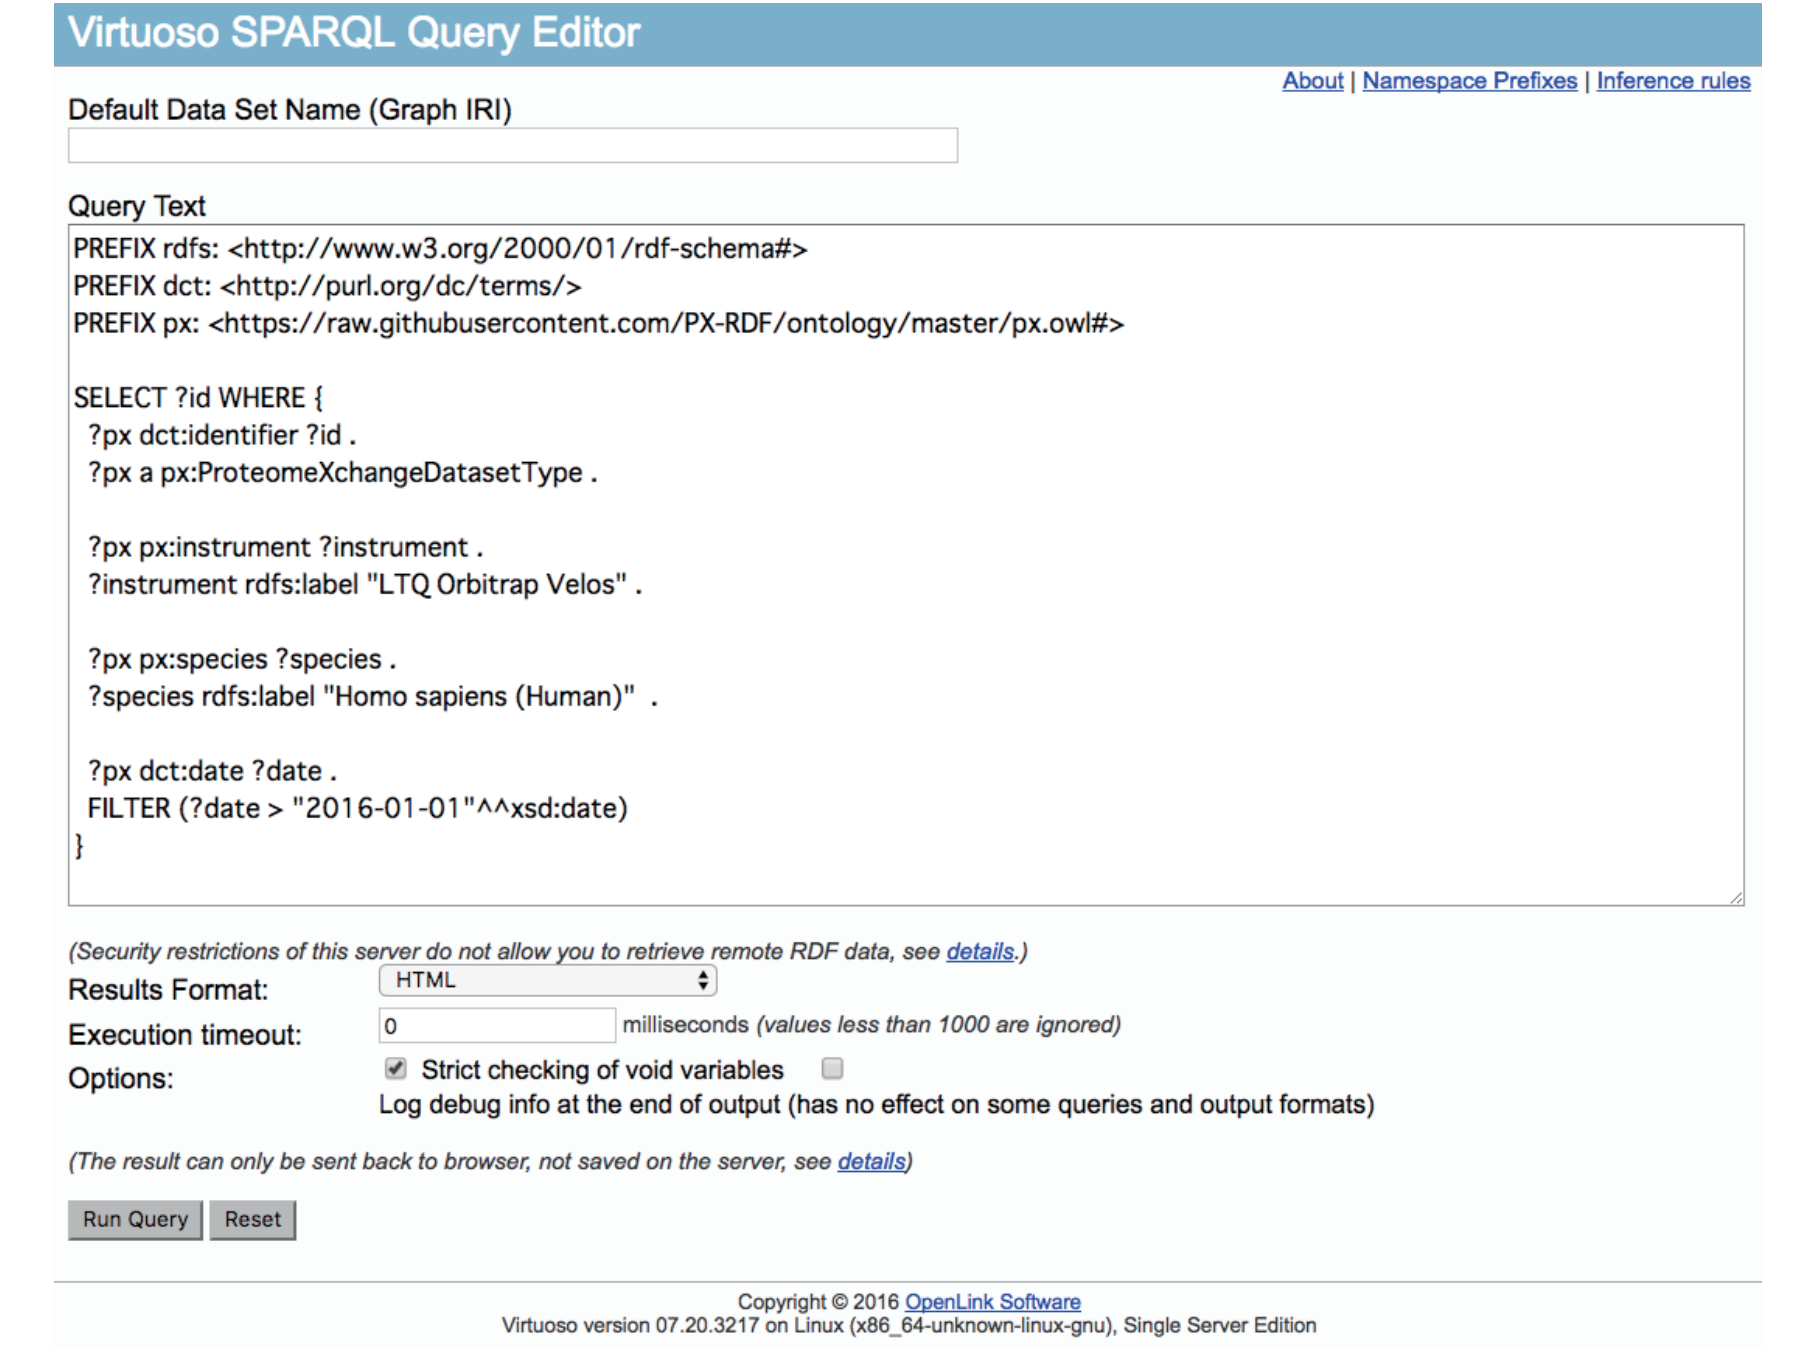 Virtuoso SPARQL Query Editor
About | Namespace Prefixes | Inference rules
Default Data Set Name (Graph IRI)
Query Text
PREFIX rdfs: <http://www.w3.org/2000/01/rdf-schema#>
PREFIX dct: <http://purl.org/dc/terms/>
PREFIX px: <https://raw.githubusercontent.com/PX-RDF/ontology/master/px.owl#>
SELECT ?id WHERE {
?px dct:identifier ?id .
?px a px:ProteomeXchangeDatasetType .
?px px:instrument ?instrument .
?instrument rdfs:label "LTQ Orbitrap Velos" .
?px px:species ?species .
?species rdfs:label "Homo sapiens (Human)"  .
?px dct:date ?date .
FILTER (?date > "2016-01-01"^^xsd:date)
}
(Security restrictions of this server do not allow you to retrieve remote RDF data, see details.)
Results Format: HTML
Execution timeout: 0 milliseconds (values less than 1000 are ignored)
Options: Strict checking of void variables
Log debug info at the end of output (has no effect on some queries and output formats)
(The result can only be sent back to browser, not saved on the server, see details)
Run Query Reset
Copyright © 2016 OpenLink Software
Virtuoso version 07.20.3217 on Linux (x86_64-unknown-linux-gnu), Single Server Edition